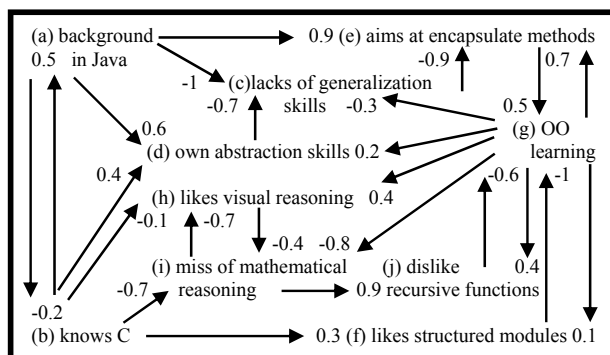 (a) background 0.9 (e) aims at encapsulate methods
0.5 in Java -0.9 0.7
-1 (c)lacks of generalization
-0.7 skills -0.3 0.5
0.6 (g) OO
(d) own abstraction skills 0.2 learning
0.4 -0.6 -1
(h) likes visual reasoning 0.4
-0.1 -0.7
-0.4 -0.8
(i) miss of mathematical (j) dislike 0.4
-0.7 reasoning 0.9 recursive functions
-0.2
(b) knows C 0.3 (f) likes structured modules 0.1